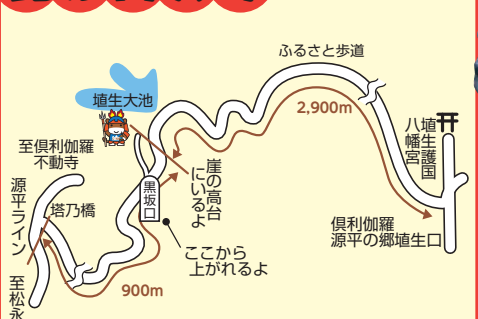 ふるさと歩道
埴生大池
2,900m
埴生護国
八幡宮
至倶利伽羅
不動寺
崖の高台
にいるよ
黒坂口
源平ライン
塔乃橋
倶利伽羅
源平の郷埴生口
ここから
上がれるよ
至松永
900m